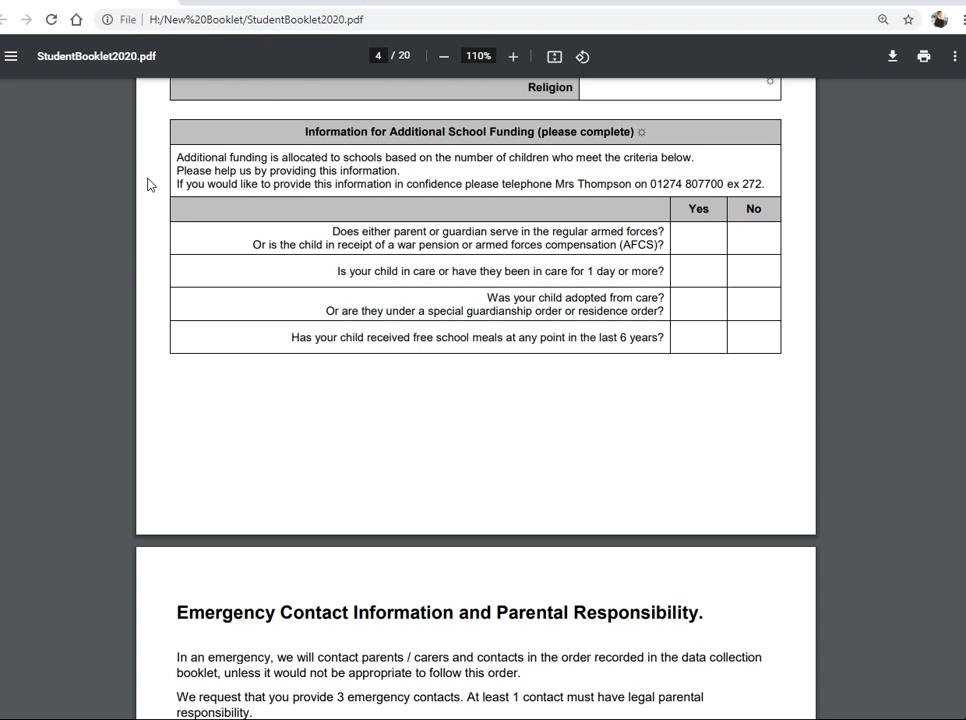 File H:/New%20Booklet/StudentBooklet2020.pdf
StudentBooklet2020.pdf 4 / 20 — 110% +
Religion
Information for Additional School Funding (please complete)
Additional funding is allocated to schools based on the number of children who meet the criteria below.
Please help us by providing this information.
If you would like to provide this information in confidence please telephone Mrs Thompson on 01274 807700 ex 272.
Yes No
Does either parent or guardian serve in the regular armed forces?
Or is the child in receipt of a war pension or armed forces compensation (AFCS)?
Is your child in care or have they been in care for 1 day or more?
Was your child adopted from care?
Or are they under a special guardianship order or residence order?
Has your child received free school meals at any point in the last 6 years?
Emergency Contact Information and Parental Responsibility.
In an emergency, we will contact parents / carers and contacts in the order recorded in the data collection
booklet, unless it would not be appropriate to follow this order.
We request that you provide 3 emergency contacts. At least 1 contact must have legal parental
responsibility.